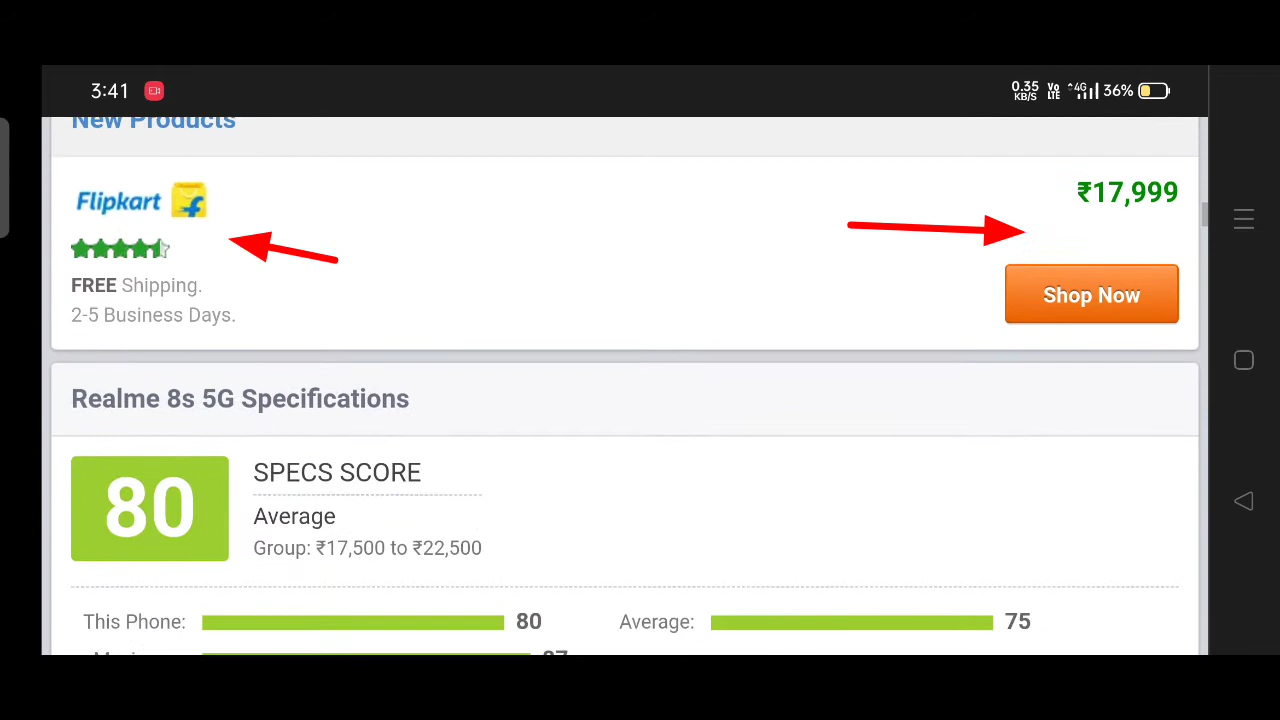 3:41
0.35 KB/S Vo LTE 4G 36%
New Products
Flipkart
₹17,999
FREE Shipping.
2-5 Business Days.
Shop Now
Realme 8s 5G Specifications
80
SPECS SCORE
Average
Group: ₹17,500 to ₹22,500
This Phone: 80 Average: 75